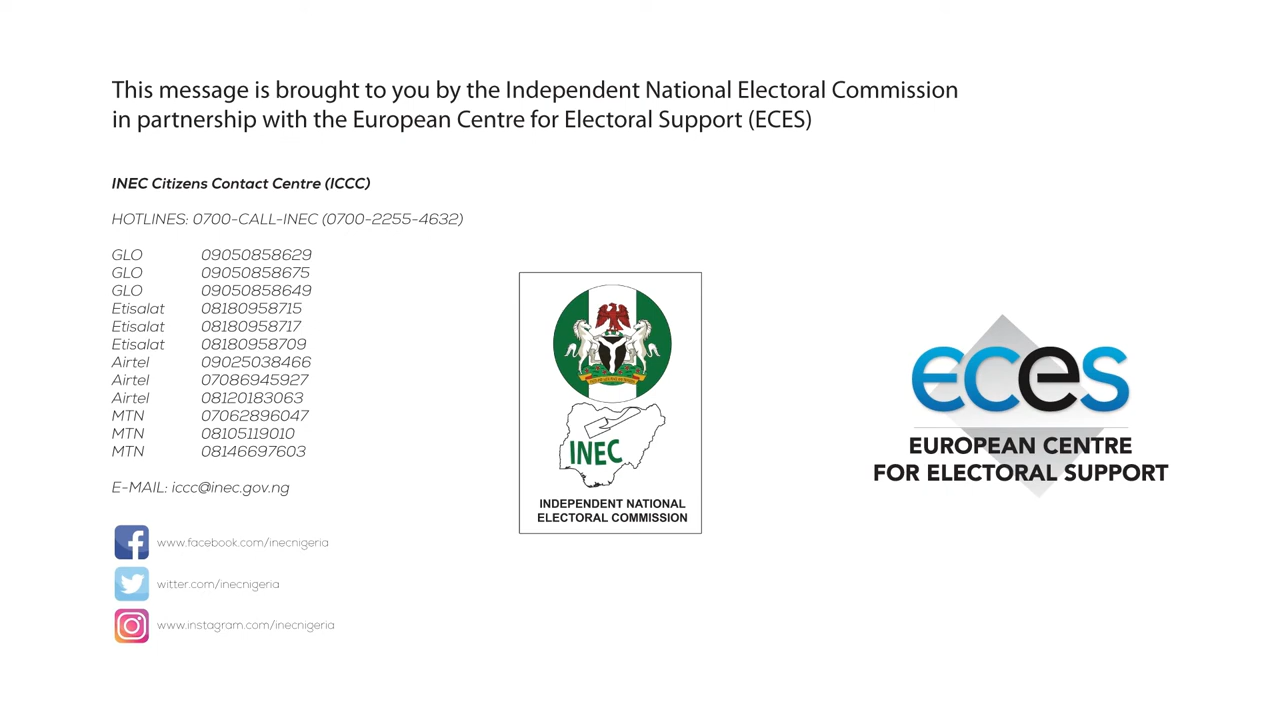 This message is brought to you by the Independent National Electoral Commission
in partnership with the European Centre for Electoral Support (ECES)
INEC Citizens Contact Centre (ICCC)
HOTLINES: 0700-CALL-INEC (0700-2255-4632)
GLO 09050858629
GLO 09050858675
GLO 09050858649
Etisalat 08180958715
Etisalat 08180958717
Etisalat 08180958709
Airtel 09025038466
Airtel 07086945927
Airtel 08120183063
MTN 07062896047
MTN 08105119010
MTN 08146697603
E-MAIL: iccc@inec.gov.ng
www.facebook.com/inecnigeria
witter.com/inecnigeria
www.instagram.com/inecnigeria
INEC
INDEPENDENT NATIONAL
ELECTORAL COMMISSION
eces
EUROPEAN CENTRE
FOR ELECTORAL SUPPORT